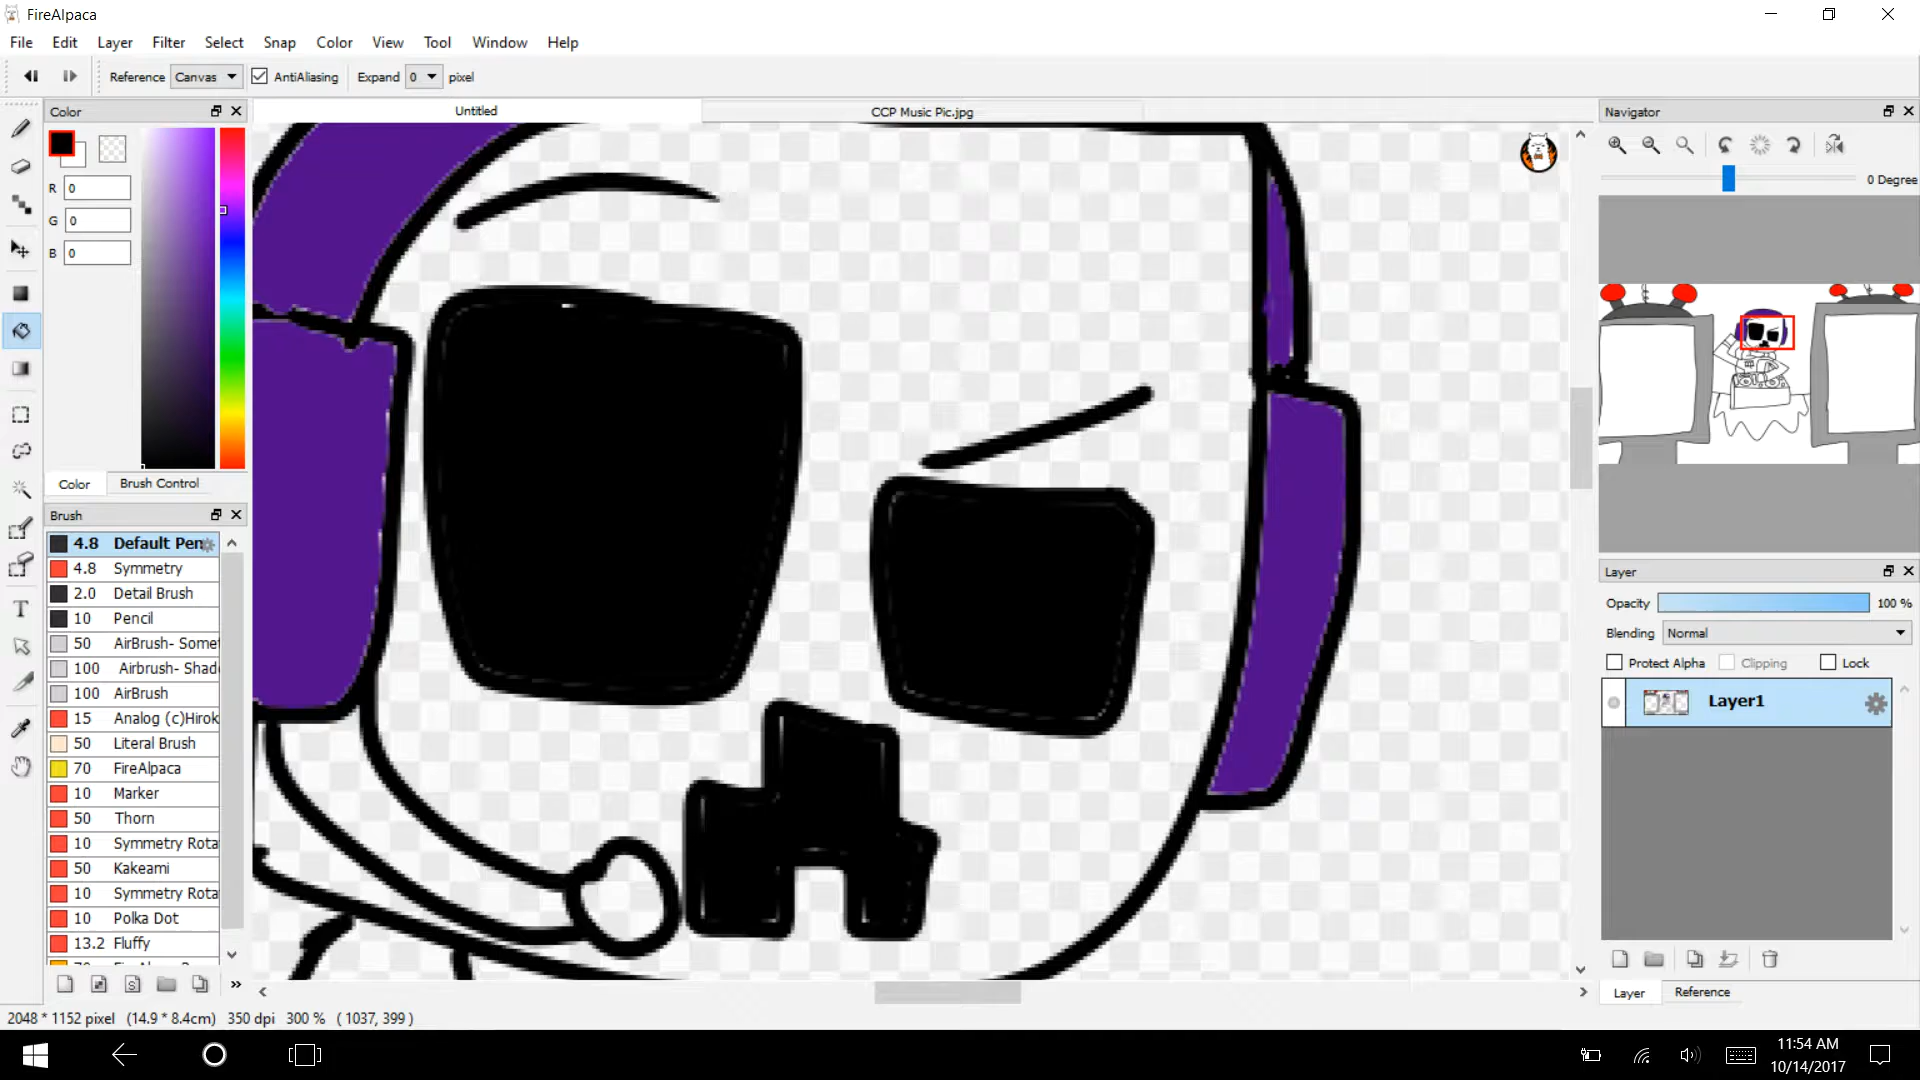 FireAlpaca
File Edit Layer Filter Select Snap Color View Tool Window Help
Reference Canvas AntiAliasing Expand 0 pixel
Color
Untitled
CCP Music Pic.jpg
Navigator
R 0
G 0
B 0
0 Degree
Color Brush Control
Brush
4.8 Default Pen
4.8 Symmetry
2.0 Detail Brush
10 Pencil
50 AirBrush- Somet
100 Airbrush- Shad
100 AirBrush
15 Analog (c)Hirok
50 Literal Brush
70 FireAlpaca
10 Marker
50 Thorn
10 Symmetry Rota
50 Kakeami
10 Symmetry Rota
10 Polka Dot
13.2 Fluffy
Layer
Opacity 100 %
Blending Normal
Protect Alpha Clipping Lock
Layer1
Layer Reference
2048 * 1152 pixel (14.9 * 8.4cm) 350 dpi 300 % ( 1037, 399 )
11:54 AM
10/14/2017